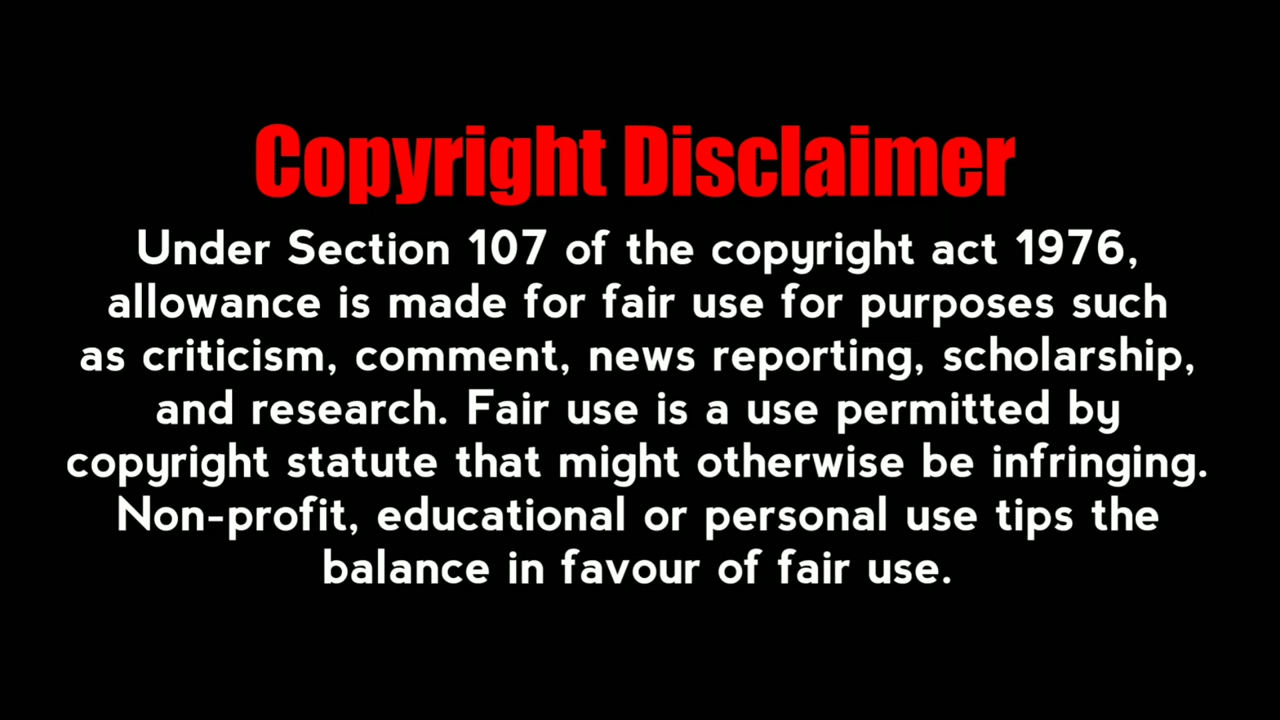 Copyright Disclaimer
Under Section 107 of the copyright act 1976,
allowance is made for fair use for purposes such
as criticism, comment, news reporting, scholarship,
and research. Fair use is a use permitted by
copyright statute that might otherwise be infringing.
Non-profit, educational or personal use tips the
balance in favour of fair use.